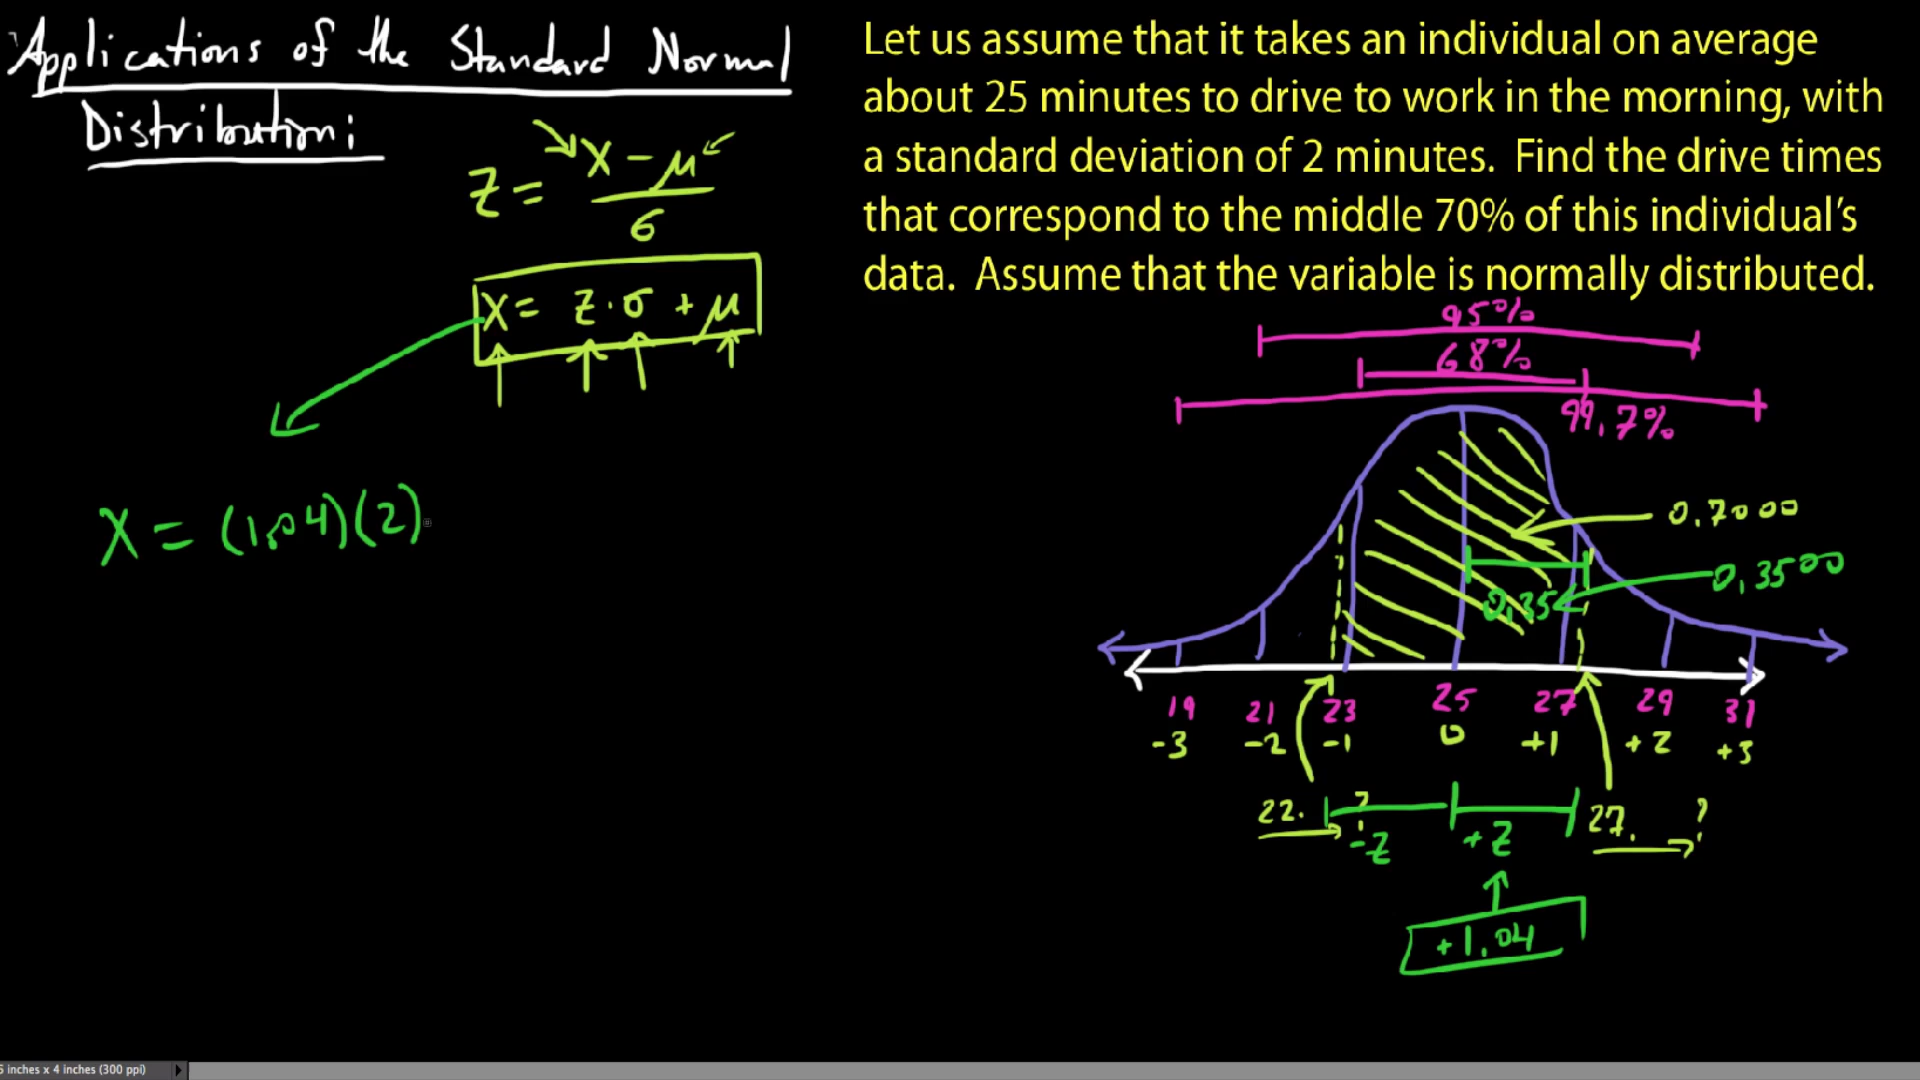 Applications of the Standard Normal
Distribution:
Z = X - μ
6
X = Z · σ + μ
X = (1.04)(2)
Let us assume that it takes an individual on average
about 25 minutes to drive to work in the morning, with
a standard deviation of 2 minutes. Find the drive times
that correspond to the middle 70% of this individual's
data. Assume that the variable is normally distributed.
95%
68%
99.7%
0.7000
0.3500
0.35
19 21 23 25 27 29 31
-3 -2 -1 0 +1 +2 +3
22. ? 27. ?
-Z +Z
+1.04
inches x 4 inches (300 ppi)